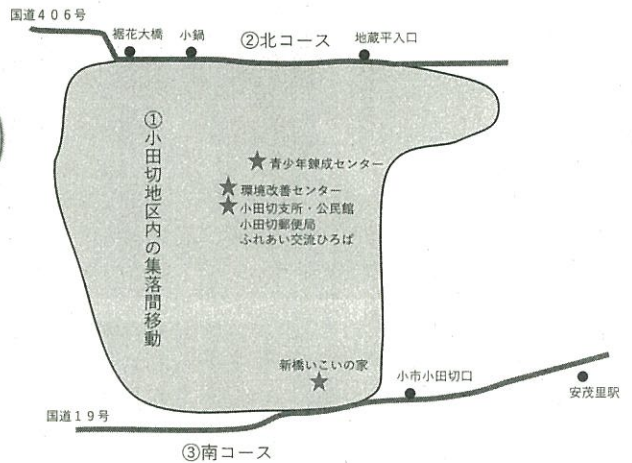 国道406号
裾花大橋
小鍋
②北コース
地蔵平入口
①小田切地区内の集落間移動
青少年錬成センター
環境改善センター
小田切支所・公民館
小田切郵便局
ふれあい交流ひろば
新橋いこいの家
小市小田切口
安茂里駅
国道19号
③南コース